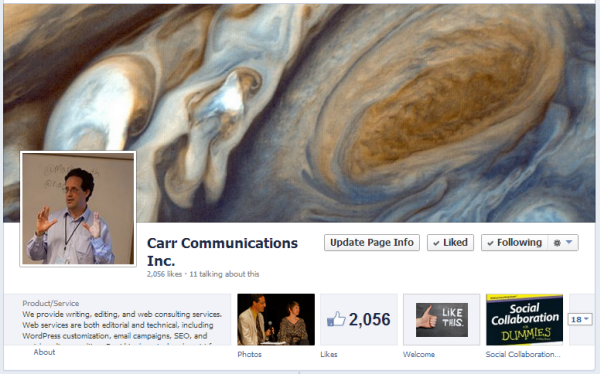 Carr Communications
Inc.
2,056 likes · 11 talking about this
Update Page Info
✓ Liked
✓ Following
Product/Service
We provide writing, editing, and web consulting services.
Web services are both editorial and technical, including
WordPress customization, email campaigns, SEO, and
About
Photos
2,056
Likes
LIKE
THIS.
Welcome
Social
Collaboration
FOR
DUMMIES
Social Collaboration...
18